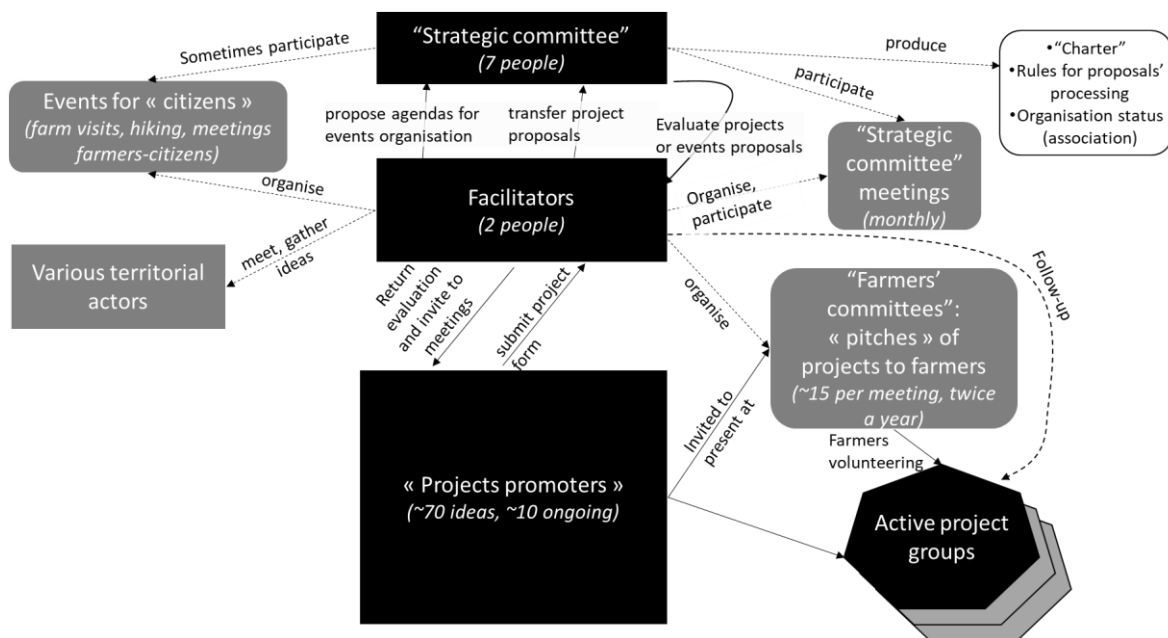 “Strategic committee”
(7 people)
Sometimes participate
produce
•“Charter”
•Rules for proposals’
processing
•Organisation status
(association)
participate
Events for « citizens »
(farm visits, hiking, meetings
farmers-citizens)
propose agendas for
events organisation
transfer project
proposals
Evaluate projects
or events proposals
“Strategic
committee”
meetings
(monthly)
organise
Facilitators
(2 people)
Organise,
participate
meet, gather
ideas
Various territorial
actors
Return
evaluation
and invite to
meetings
submit project
form
organise
Follow-up
“Farmers’
committees”:
« pitches » of
projects to farmers
(~15 per meeting, twice
a year)
Invited to
present at
Farmers
volunteering
« Projects promoters »
(~70 ideas, ~10 ongoing)
Active project
groups